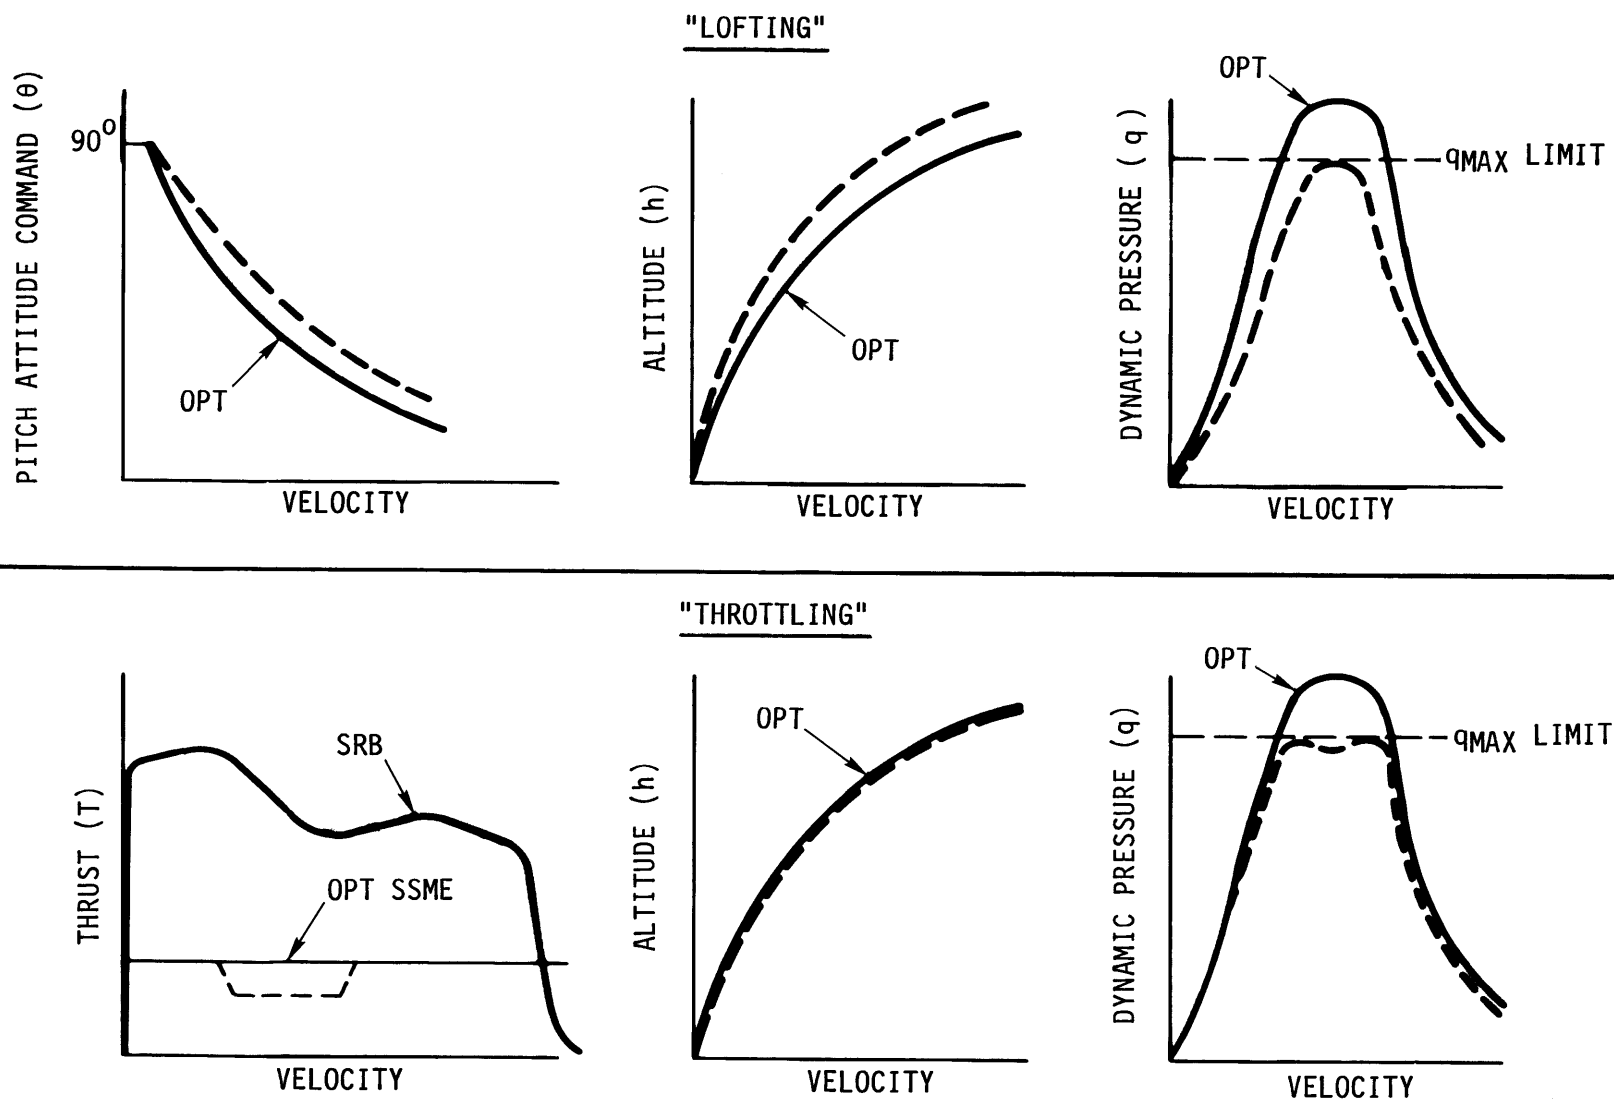 "LOFTING"
PITCH ATTITUDE COMMAND (θ)
90°
OPT
VELOCITY
ALTITUDE (h)
OPT
VELOCITY
DYNAMIC PRESSURE (q)
OPT
qMAX LIMIT
VELOCITY
"THROTTLING"
THRUST (T)
SRB
OPT SSME
VELOCITY
ALTITUDE (h)
OPT
VELOCITY
DYNAMIC PRESSURE (q)
OPT
qMAX LIMIT
VELOCITY